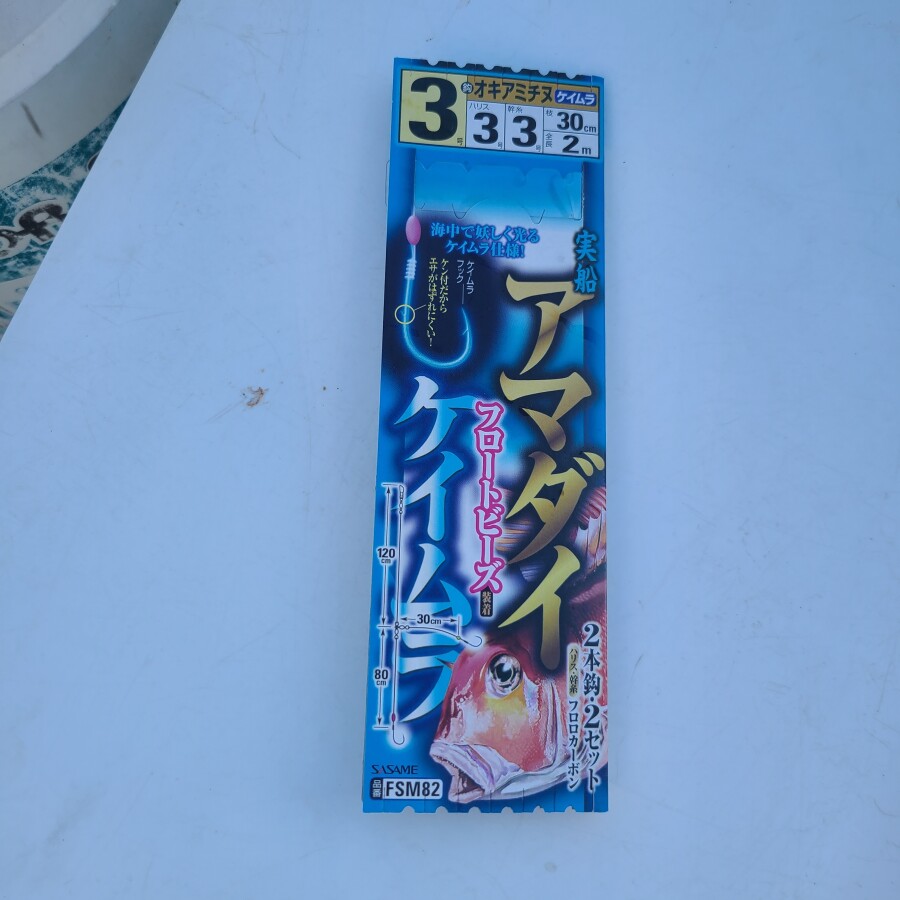 3号
鈎 オキアミチヌ ケイムラ
ハリス 3号
幹糸 3号
枝 30cm
全長 2m
海中で妖しく光る
ケイムラ仕様!
ケイムラ
フック
ケン付だから
エサがはずれにくい!
実船
アマダイ
ケイムラ
フロートビーズ
装着
120
cm
30cm
80
cm
2本鈎・2セット
ハリス・幹糸 フロロカーボン
SASAME
品番 FSM82